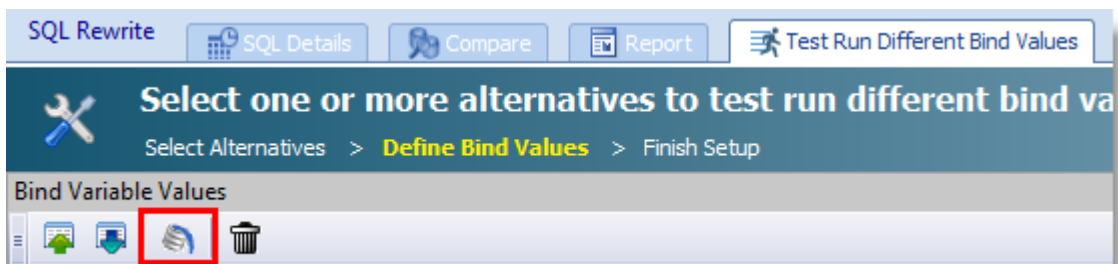 SQL Rewrite SQL Details Compare Report Test Run Different Bind Values
Select one or more alternatives to test run different bind va
Select Alternatives > Define Bind Values > Finish Setup
Bind Variable Values